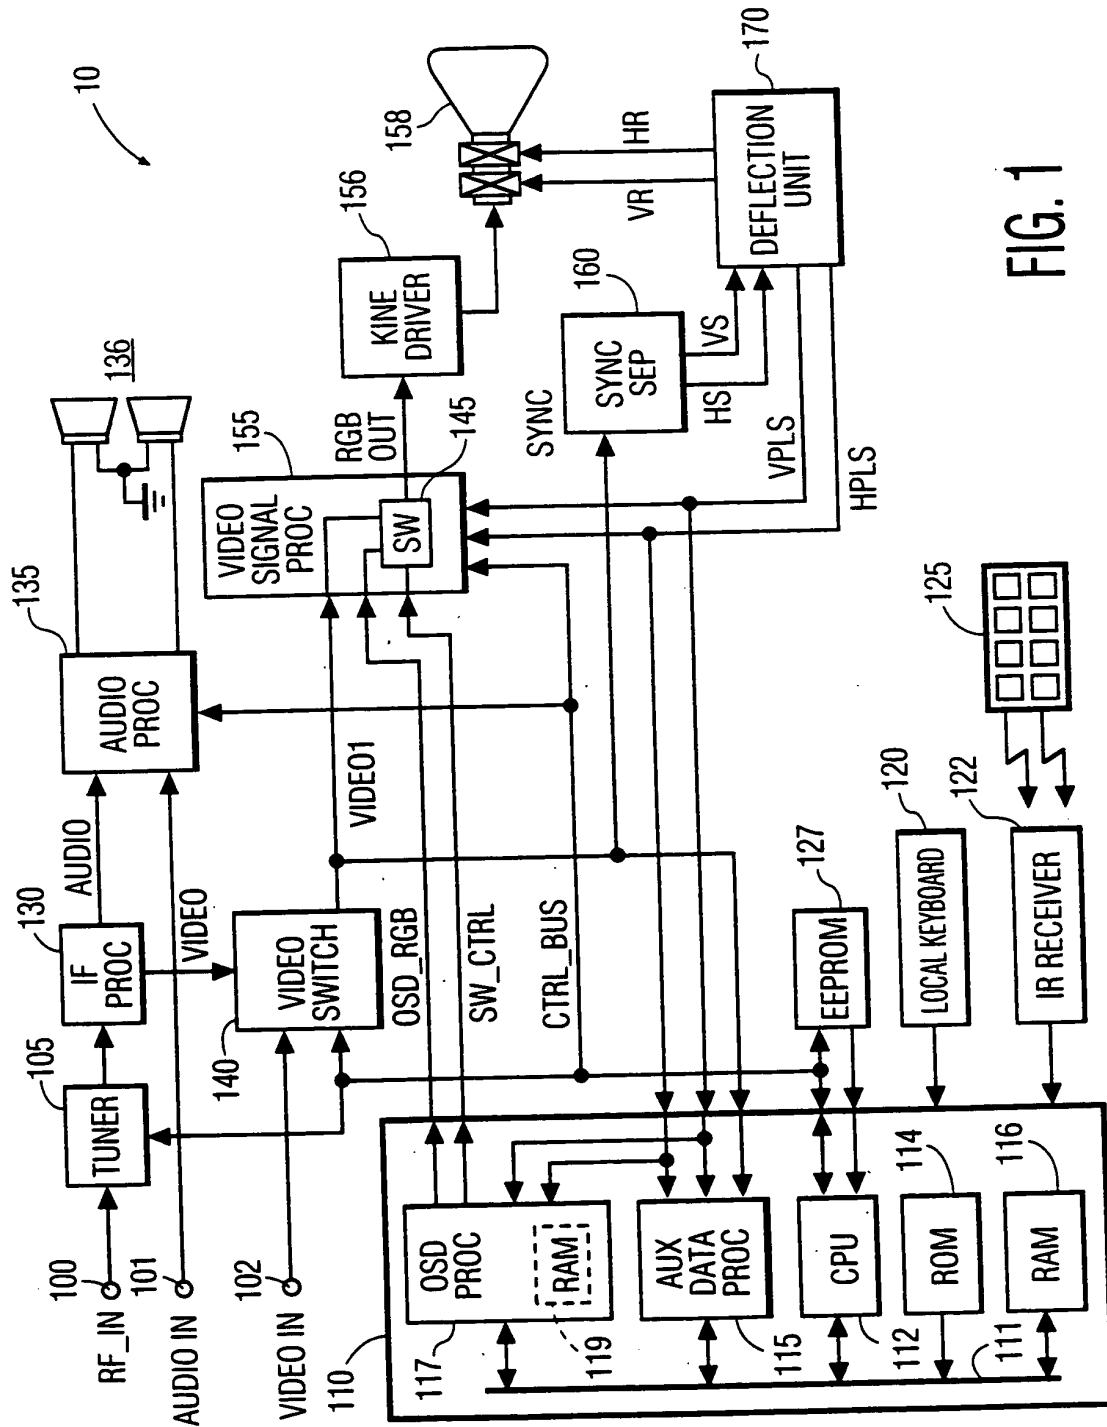 10
RF_IN
100
105
TUNER
130
IF
PROC
AUDIO
135
AUDIO
PROC
136
AUDIO IN
101
VIDEO
VIDEO IN
102
140
VIDEO
SWITCH
VIDEO1
155
VIDEO
SIGNAL
PROC
SW
145
RGB
OUT
156
KINE
DRIVER
158
OSD_RGB
SW_CTRL
CTRL_BUS
SYNC
160
SYNC
SEP
VS
HS
VR
HR
170
DEFLECTION
UNIT
VPLS
HPLS
110
117
OSD
PROC
RAM
119
AUX
DATA
PROC
115
CPU
112
ROM
114
RAM
116
111
127
EEPROM
120
LOCAL KEYBOARD
122
IR RECEIVER
125
FIG. 1